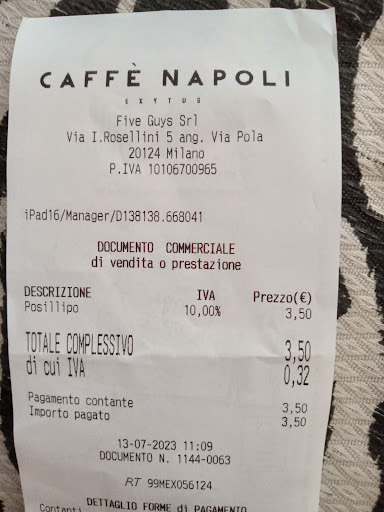 CAFFÈ NAPOLI
EXYTUS
Five Guys Srl
Via I.Rosellini 5 ang. Via Pola
20124 Milano
P.IVA 10106700965
iPad16/Manager/D138138.668041
DOCUMENTO COMMERCIALE
di vendita o prestazione
DESCRIZIONE IVA Prezzo(€)
Posillipo 10,00% 3,50
TOTALE COMPLESSIVO 3,50
di cui IVA 0,32
Pagamento contante 3,50
Importo pagato 3,50
13-07-2023 11:09
DOCUMENTO N. 1144-0063
RT 99MEX056124
DETTAGLIO FORME di PAGAMENTO
Contanti